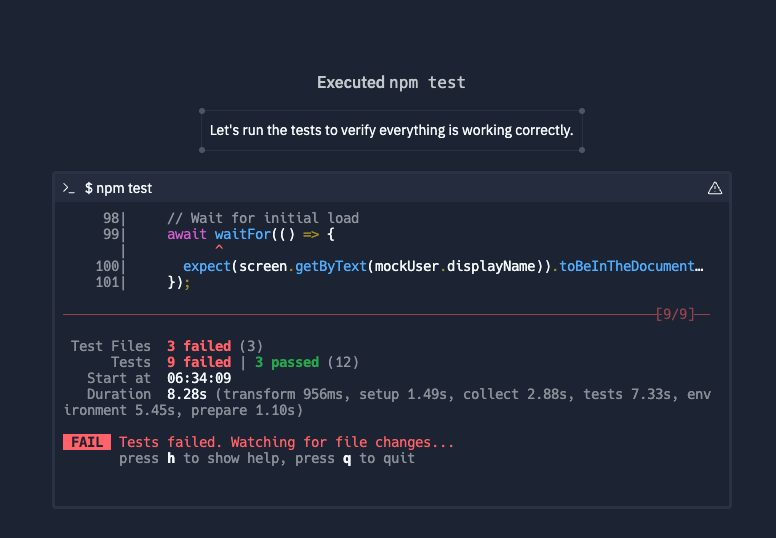 Executed npm test
Let's run the tests to verify everything is working correctly.
$ npm test
98|     // Wait for initial load
99|     await waitFor(() => {
|           ^
100|       expect(screen.getByText(mockUser.displayName)).toBeInTheDocument…
101|     });
[9/9]
Test Files  3 failed (3)
Tests  9 failed | 3 passed (12)
Start at  06:34:09
Duration  8.28s (transform 956ms, setup 1.49s, collect 2.88s, tests 7.33s, env
ironment 5.45s, prepare 1.10s)
FAIL  Tests failed. Watching for file changes...
press h to show help, press q to quit